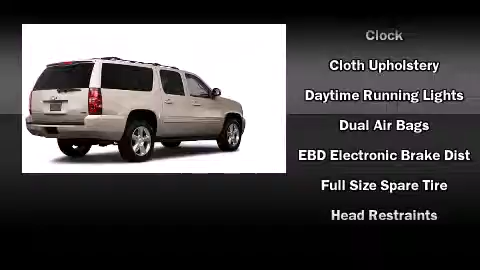 Clock
Cloth Upholstery
Daytime Running Lights
Dual Air Bags
EBD Electronic Brake Dist
Full Size Spare Tire
Head Restraints